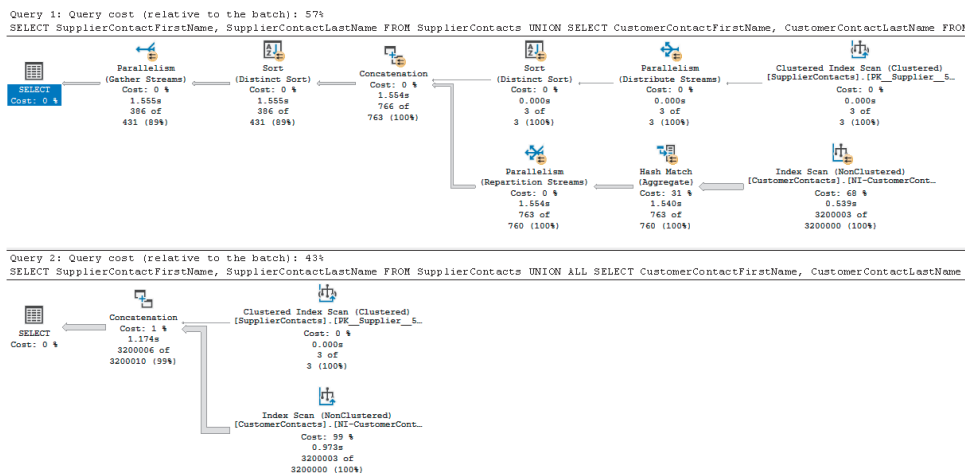 Query 1: Query cost (relative to the batch): 57%
SELECT SupplierContactFirstName, SupplierContactLastName FROM SupplierContacts UNION SELECT CustomerContactFirstName, CustomerContactLastName FROM
SELECT
Cost: 0 %
Parallelism
(Gather Streams)
Cost: 0 %
1.555s
386 of
431 (89%)
Sort
(Distinct Sort)
Cost: 0 %
1.555s
386 of
431 (89%)
Concatenation
Cost: 0 %
1.554s
766 of
763 (100%)
Sort
(Distinct Sort)
Cost: 0 %
0.000s
3 of
3 (100%)
Parallelism
(Distribute Streams)
Cost: 0 %
0.000s
3 of
3 (100%)
Clustered Index Scan (Clustered)
[SupplierContacts].[PK__Supplier__5…
Cost: 0 %
0.000s
3 of
3 (100%)
Parallelism
(Repartition Streams)
Cost: 0 %
1.554s
763 of
760 (100%)
Hash Match
(Aggregate)
Cost: 31 %
1.540s
763 of
760 (100%)
Index Scan (NonClustered)
[CustomerContacts].[NI-CustomerCont…
Cost: 68 %
0.539s
3200003 of
3200000 (100%)
Query 2: Query cost (relative to the batch): 43%
SELECT SupplierContactFirstName, SupplierContactLastName FROM SupplierContacts UNION ALL SELECT CustomerContactFirstName, CustomerContactLastName
SELECT
Cost: 0 %
Concatenation
Cost: 1 %
1.174s
3200006 of
3200010 (99%)
Clustered Index Scan (Clustered)
[SupplierContacts].[PK__Supplier__5…
Cost: 0 %
0.000s
3 of
3 (100%)
Index Scan (NonClustered)
[CustomerContacts].[NI-CustomerCont…
Cost: 99 %
0.973s
3200003 of
3200000 (100%)